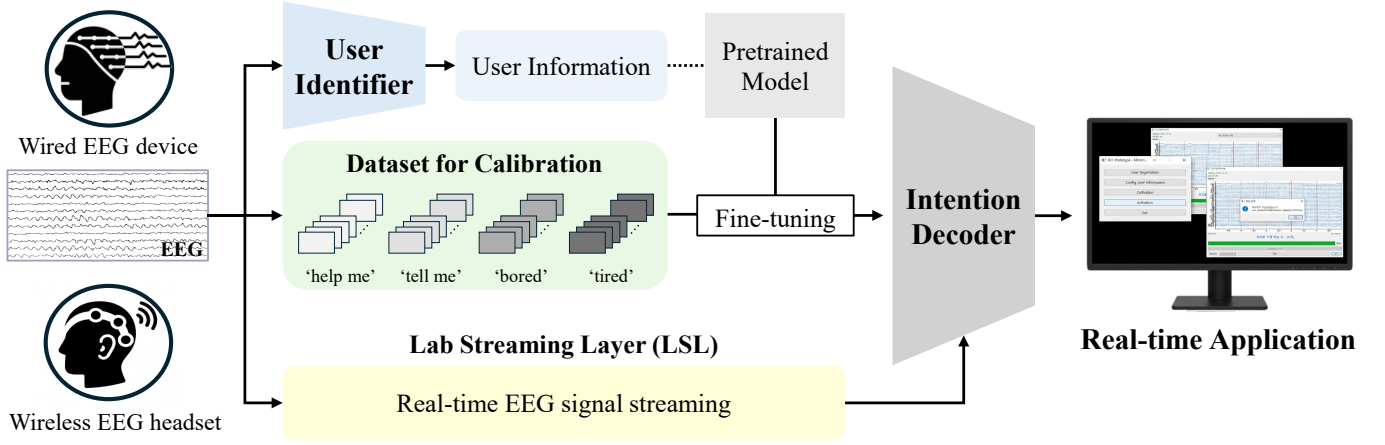 Wired EEG device
EEG
Wireless EEG headset
User
Identifier
User Information
Pretrained
Model
Dataset for Calibration
‘help me’
‘tell me’
‘bored’
‘tired’
Fine-tuning
Lab Streaming Layer (LSL)
Real-time EEG signal streaming
Intention
Decoder
User Registration
Config User Information
Calibration
Exit
Real-time Application